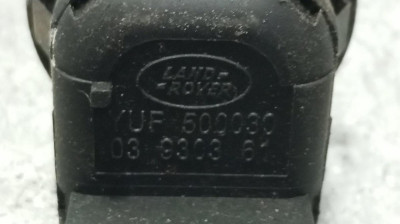 LAND-
ROVER
YUF 500030
03 9303 61